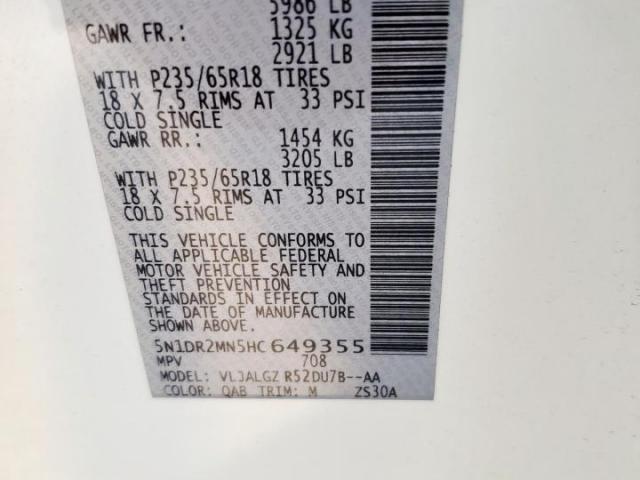 5986 LB
GAWR FR.: 1325 KG
2921 LB
WITH P235/65R18 TIRES
18 X 7.5 RIMS AT 33 PSI
COLD SINGLE
GAWR RR.: 1454 KG
3205 LB
WITH P235/65R18 TIRES
18 X 7.5 RIMS AT 33 PSI
COLD SINGLE
THIS VEHICLE CONFORMS TO
ALL APPLICABLE FEDERAL
MOTOR VEHICLE SAFETY AND
THEFT PREVENTION
STANDARDS IN EFFECT ON
THE DATE OF MANUFACTURE
5N1DR2MN5HC649355
MPV 708
MODEL: VLJALGZ R52DU7B--AA
COLOR: QAB TRIM: M ZS30A